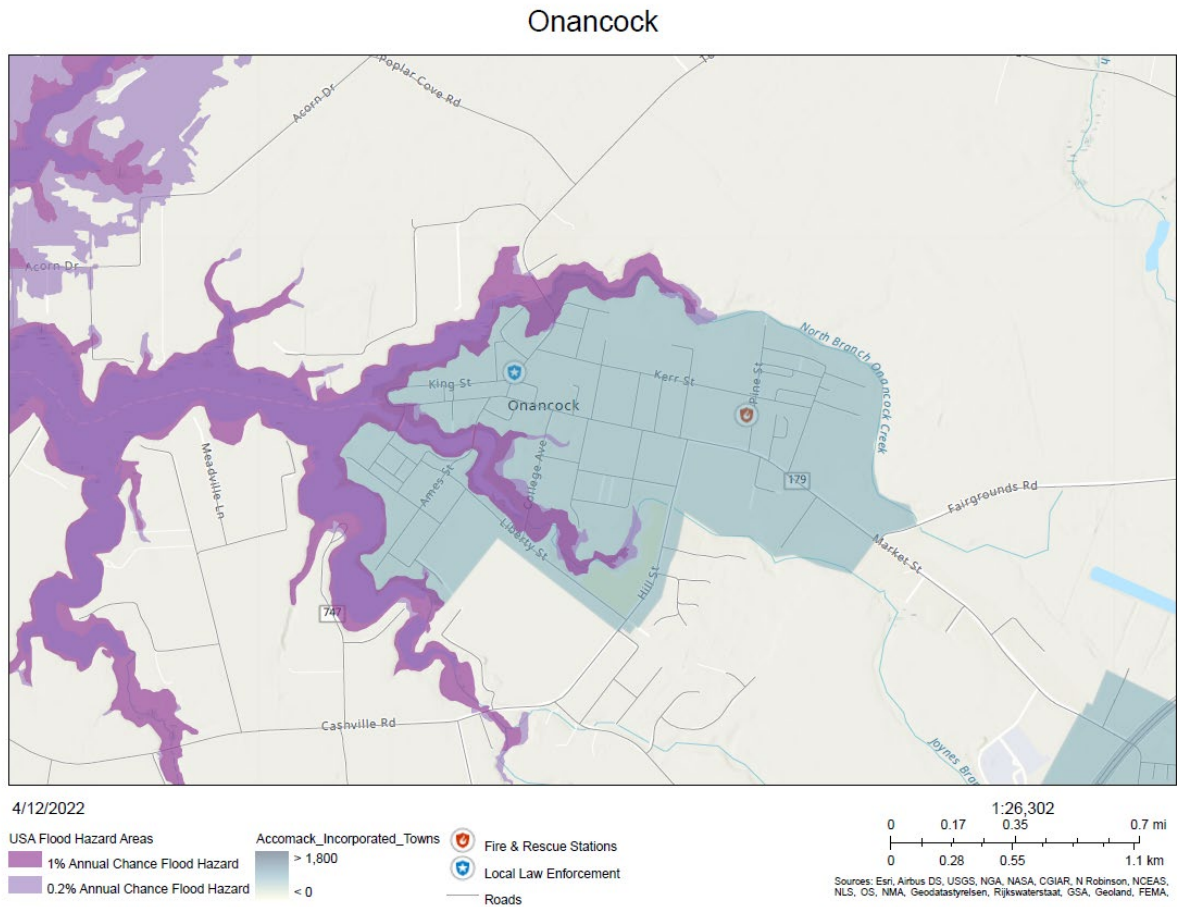 Onancock
Poplar Cove Rd
Acorn Dr
Acorn Dr
North Branch Onancock Creek
King St
Kerr St
Pine St
Onancock
Meadville Ln
Ames St
College Ave
179
Fairgrounds Rd
Liberty St
Market St
Hill St
747
Cashville Rd
4/12/2022
1:26,302
USA Flood Hazard Areas
1% Annual Chance Flood Hazard
0.2% Annual Chance Flood Hazard
Accomack_Incorporated_Towns
> 1,800
< 0
Fire & Rescue Stations
Local Law Enforcement
Roads
0 0.17 0.35 0.7 mi
0 0.28 0.55 1.1 km
Sources: Esri, Airbus DS, USGS, NGA, NASA, CGIAR, N Robinson, NCEAS,
NLS, OS, NMA, Geodatastyrelsen, Rijkswaterstaat, GSA, Geoland, FEMA,